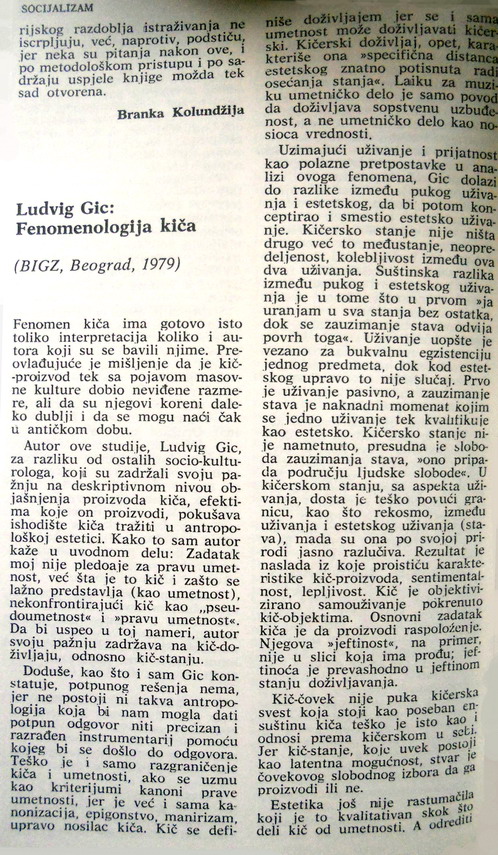 SOCIJALIZAM
rijskog razdoblja istraživanja ne
iscrpljuju, već, naprotiv, podstiču,
jer neka su pitanja nakon ove, i
po metodološkom pristupu i po sa-
držaju uspjele knjige možda tek
sad otvorena.
Branka Kolundžija
Ludvig Gic:
Fenomenologija kiča
(BIGZ, Beograd, 1979)
Fenomen kiča ima gotovo isto
toliko interpretacija koliko i au-
tora koji su se bavili njime. Pre-
ovlađujuće je mišljenje da je kič-
-proizvod tek sa pojavom masov-
ne kulture dobio neviđene razme-
re, ali da su njegovi koreni dale-
ko dublji i da se mogu naći čak
u antičkom dobu.
Autor ove studije, Ludvig Gic,
za razliku od ostalih socio-kultu-
rologa, koji su zadržali svoju pa-
žnju na deskriptivnom nivou ob-
jašnjenja proizvoda kiča, efekti-
ma koje on proizvodi, pokušava
ishodište kiča tražiti u antropo-
loškoj estetici. Kako to sam autor
kaže u uvodnom delu: Zadatak
moj nije pledoaje za pravu umet-
nost, već šta je to kič i zašto se
lažno predstavlja (kao umetnost),
nekonfrontirajući kič kao „pseu-
doumetnost« i »pravu umetnost«.
Da bi uspeo u toj nameri, autor
svoju pažnju zadržava na kič-do-
življaju, odnosno kič-stanju.
Doduše, kao što i sam Gic kon-
statuje, potpunog rešenja nema,
jer ne postoji ni takva antropo-
logija koja bi nam mogla dati
potpun odgovor niti precizan i
razrađen instrumentarij pomoću
kojeg bi se došlo do odgovora.
Teško je i samo razgraničenje
kiča i umetnosti, ako se uzmu
kao kriterijumi kanoni prave
umetnosti, jer je već i sama ka-
nonizacija, epigonstvo, manirizam,
upravo nosilac kiča. Kič se defi-
niše doživljajem jer se i sama
umetnost može doživljavati kičer-
ski. Kičerski doživljaj, opet, kara-
kteriše ona »specifična distanca
estetskog znatno potisnuta radi
osećanja stanja«. Laiku za muzi-
ku umetničko delo je samo povod
da doživljava sopstvenu uzbuđe-
nost, a ne umetničko delo kao no-
sioca vrednosti.
Uzimajući uživanje i prijatnost
kao polazne pretpostavke u ana-
lizi ovoga fenomena, Gic dolazi
do razlike između pukog uživa-
nja i estetskog, da bi potom kon-
ceptirao i smestio estetsko uživa-
nje. Kičersko stanje nije ništa
drugo već to međustanje, neopre-
deljenost, kolebljivost između ova
dva uživanja. Suštinska razlika
između pukog i estetskog uživa-
nja je u tome što u prvom »ja
uranjam u sva stanja bez ostatka,
dok se zauzimanje stava odvija
povrh toga«. Uživanje uopšte je
vezano za bukvalnu egzistenciju
jednog predmeta, dok kod estet-
skog upravo to nije slučaj. Prvo
je uživanje pasivno, a zauzimanje
stava je naknadni momenat kojim
se jedno uživanje tek kvalifikuje
kao estetsko. Kičersko stanje ni-
je nametnuto, presudna je slobo-
da zauzimanja stava, »ono pripa-
da području ljudske slobode«. U
kičerskom stanju, sa aspekta uži-
vanja, dosta je teško povući gra-
nicu, kao što rekosmo, između
uživanja i estetskog uživanja (sta-
va), mada su ona po svojoj pri-
rodi jasno razlučiva. Rezultat je
naslada iz koje proističu karakte-
ristike kič-proizvoda, sentimental-
nost, lepljivost. Kič je objektivi-
zirano samouživanje pokrenuto
kič-objektima. Osnovni zadatak
kiča je da proizvodi raspoloženje.
Njegova »jeftinost«, na primer,
nije u slici koja ima prođu; jef-
tinoća je prevashodno u jeftinom
stanju doživljavanja.
Kič-čovek nije puka kičerska
svest koja stoji kao poseban en-
suštinu kiča teško je isto kao i
odnosi prema kičerskom u sebi.
Jer kič-stanje, koje uvek postoji
kao latentna mogućnost, stvar je
čovekovog slobodnog izbora da ga
proizvodi ili ne.
Estetika još nije rastumačila
koji je to kvalitativan skok što
deli kič od umetnosti. A odrediti